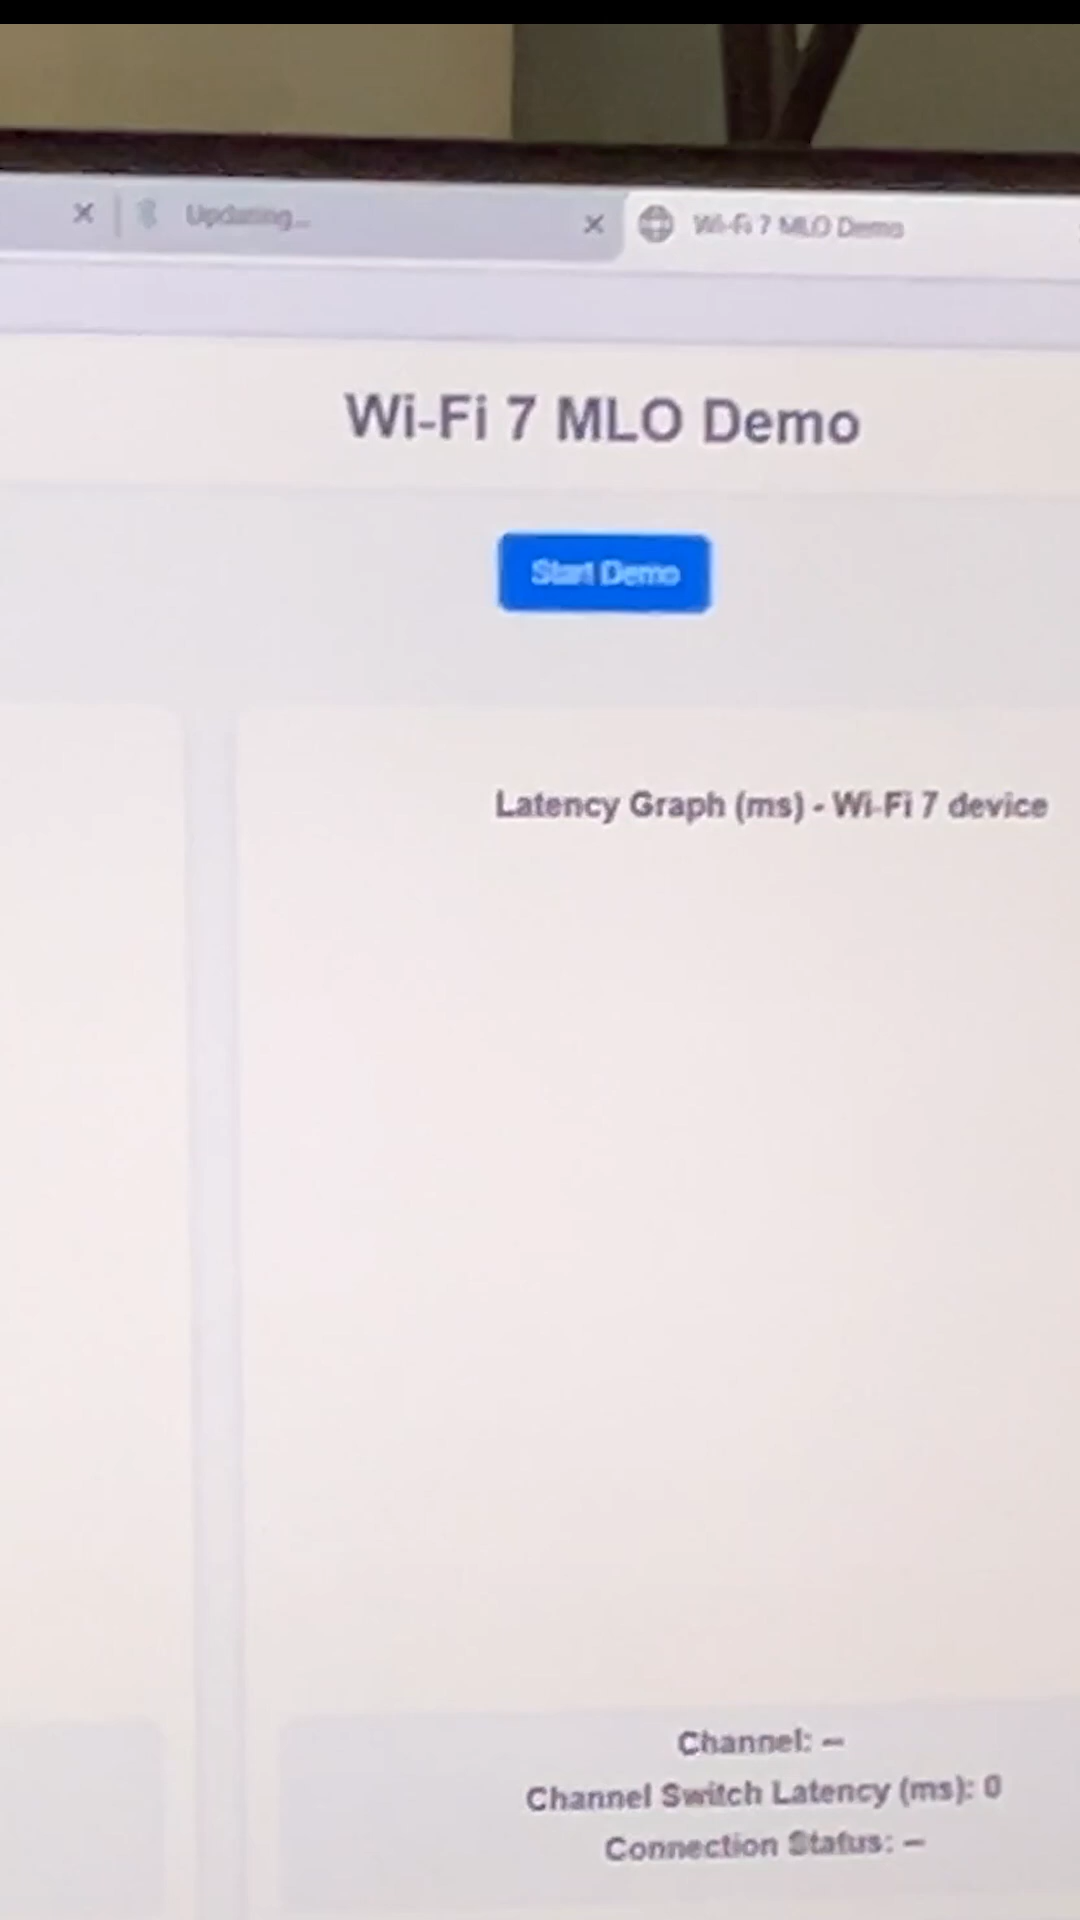 Updating...
Wi-Fi 7 MLO Demo
Wi-Fi 7 MLO Demo
Start Demo
Latency Graph (ms) - Wi-Fi 7 device
Channel: --
Channel Switch Latency (ms): 0
Connection Status: --